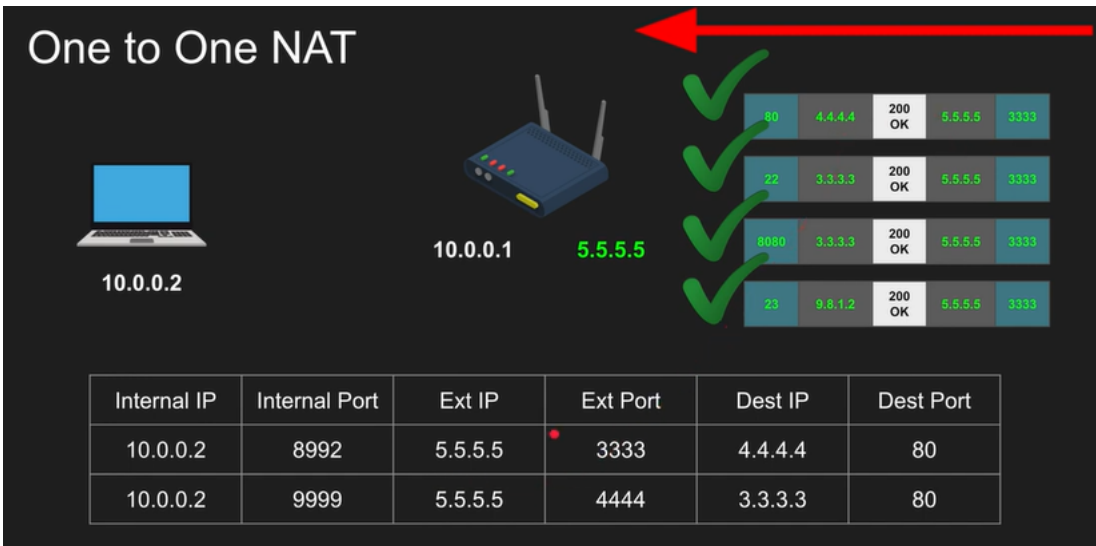 One to One NAT
80 4.4.4.4 200 OK 5.5.5.5 3333
22 3.3.3.3 200 OK 5.5.5.5 3333
8080 3.3.3.3 200 OK 5.5.5.5 3333
23 9.8.1.2 200 OK 5.5.5.5 3333
10.0.0.2
10.0.0.1 5.5.5.5
Internal IP Internal Port Ext IP Ext Port Dest IP Dest Port
10.0.0.2 8992 5.5.5.5 3333 4.4.4.4 80
10.0.0.2 9999 5.5.5.5 4444 3.3.3.3 80